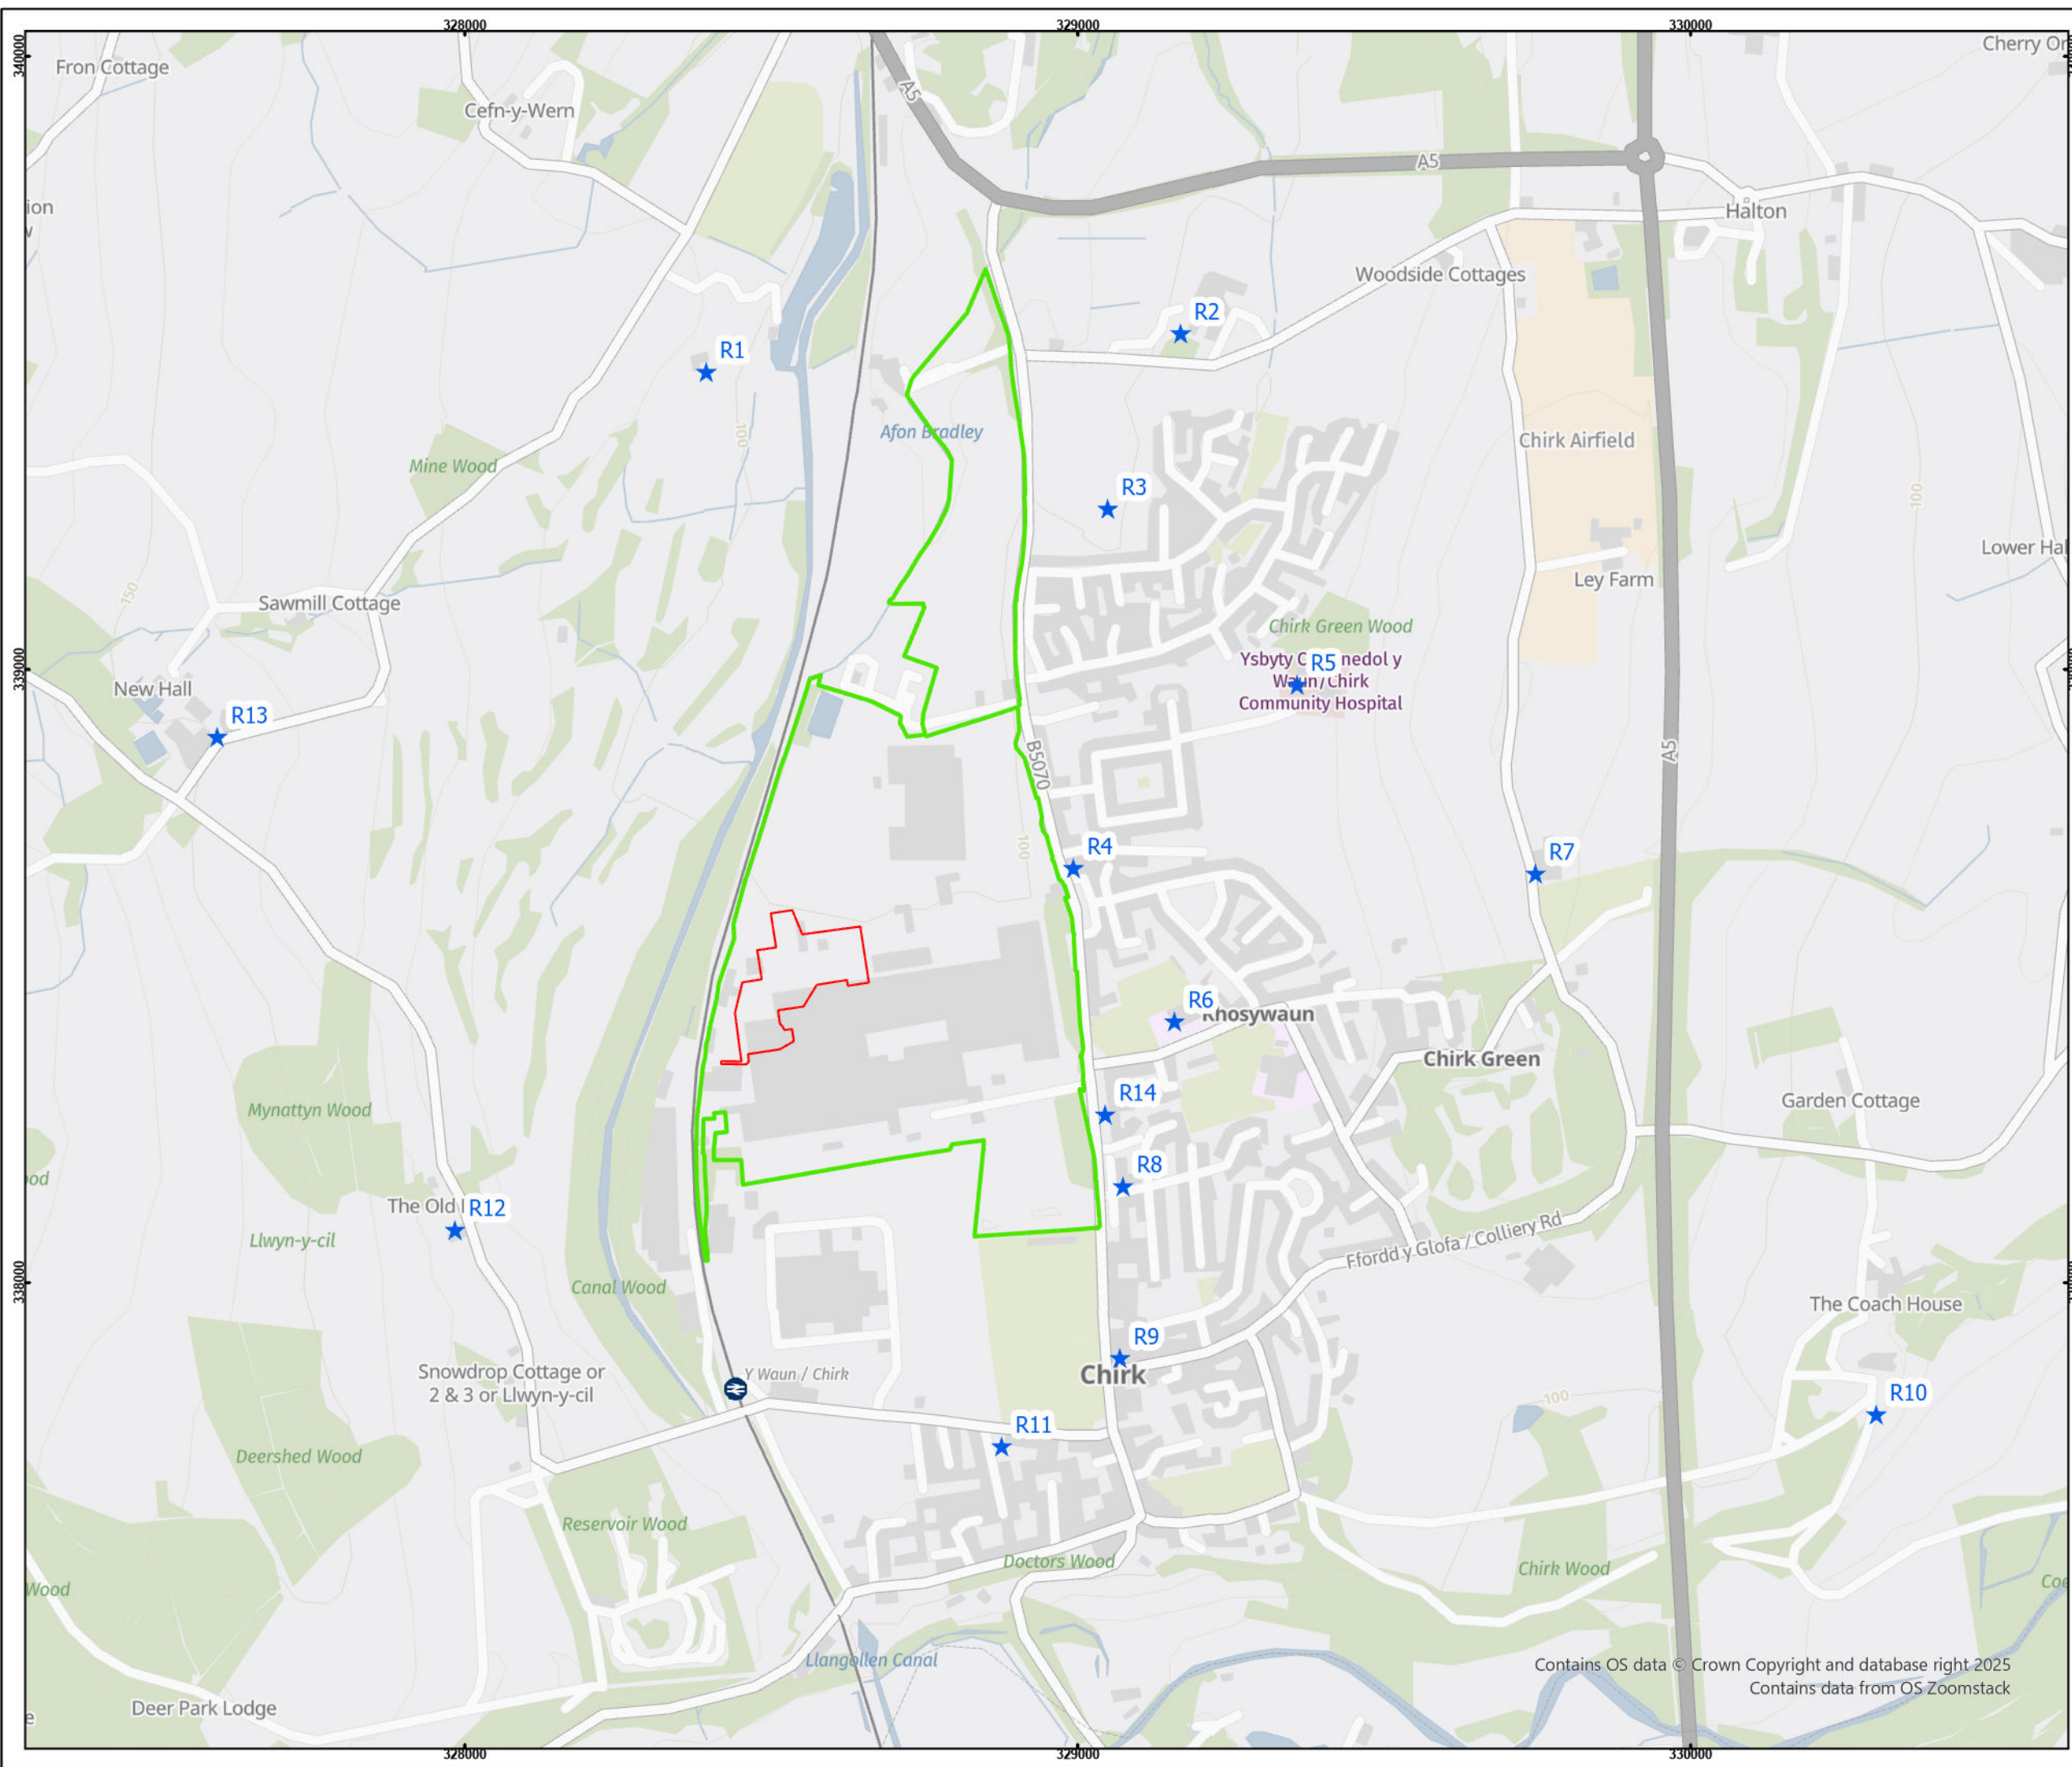 328000
329000
330000
340000
Fron Cottage
Cefn-y-Wern
A5
Cherry Or
A5
ion
Halton
Woodside Cottages
R2
R1
Afon Bradley
Chirk Airfield
100
Mine Wood
R3
100
Lower Hal
Ley Farm
150
Sawmill Cottage
Chirk Green Wood
339000
Ysbyty C nedol y
R5
Waun/Chirk
Community Hospital
New Hall
R13
B5070
A5
100
R4
R7
R6
Rhosywaun
Chirk Green
Mynattyn Wood
R14
Garden Cottage
R8
ood
The Old
R12
Llwyn-y-cil
Ffordd y Glofa / Colliery Rd
338000
Canal Wood
The Coach House
R9
Chirk
Snowdrop Cottage or
2 & 3 or Llwyn-y-cil
Y Waun / Chirk
R10
100
R11
Deershed Wood
Reservoir Wood
Doctors Wood
Chirk Wood
Wood
Coe
Llangollen Canal
Contains OS data © Crown Copyright and database right 2025
Contains data from OS Zoomstack
Deer Park Lodge
e
328000
329000
330000